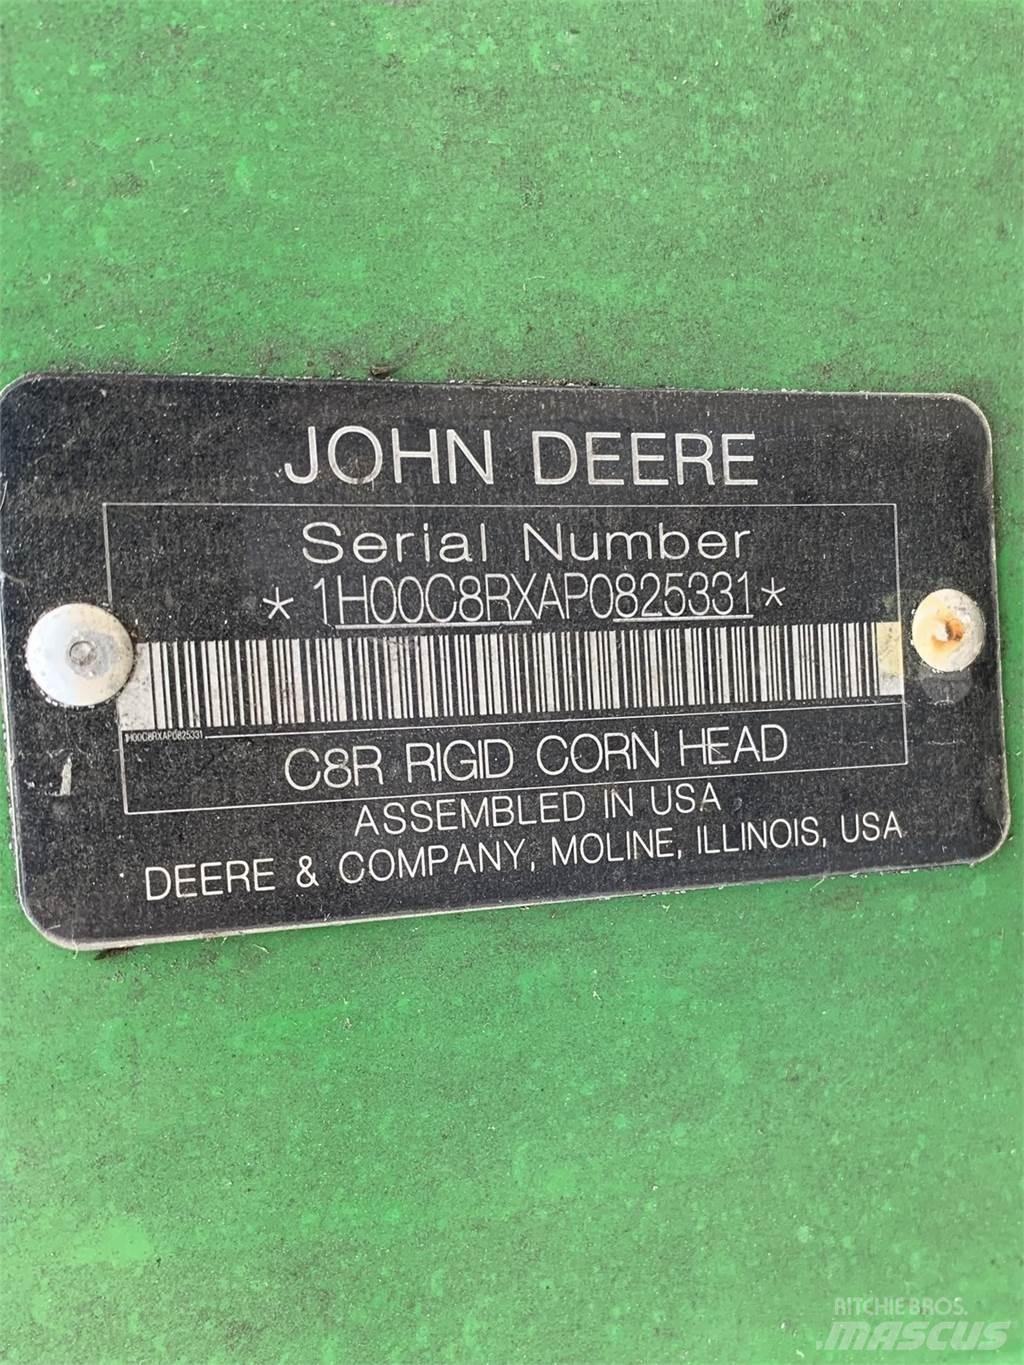 JOHN DEERE
Serial Number
*1H00C8RXAP0825331*
1H00C8RXAP0825331
C8R RIGID CORN HEAD
ASSEMBLED IN USA
DEERE & COMPANY, MOLINE, ILLINOIS, USA
RITCHIE BROS.
MASCUS